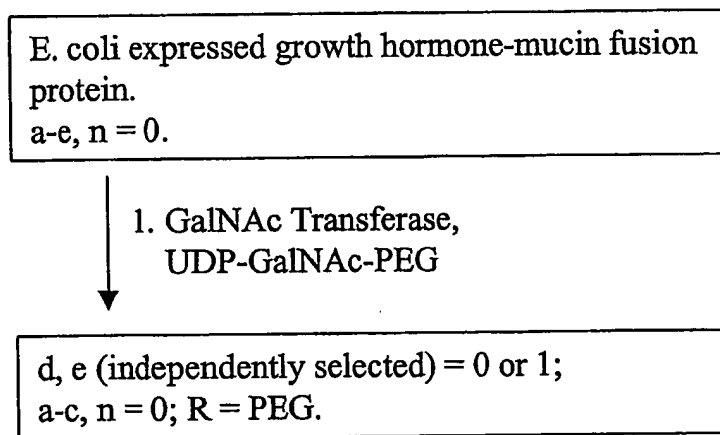 E. coli expressed growth hormone-mucin fusion
protein.
a-e, n = 0.
1. GalNAc Transferase,
UDP-GalNAc-PEG
d, e (independently selected) = 0 or 1;
a-c, n = 0; R = PEG.